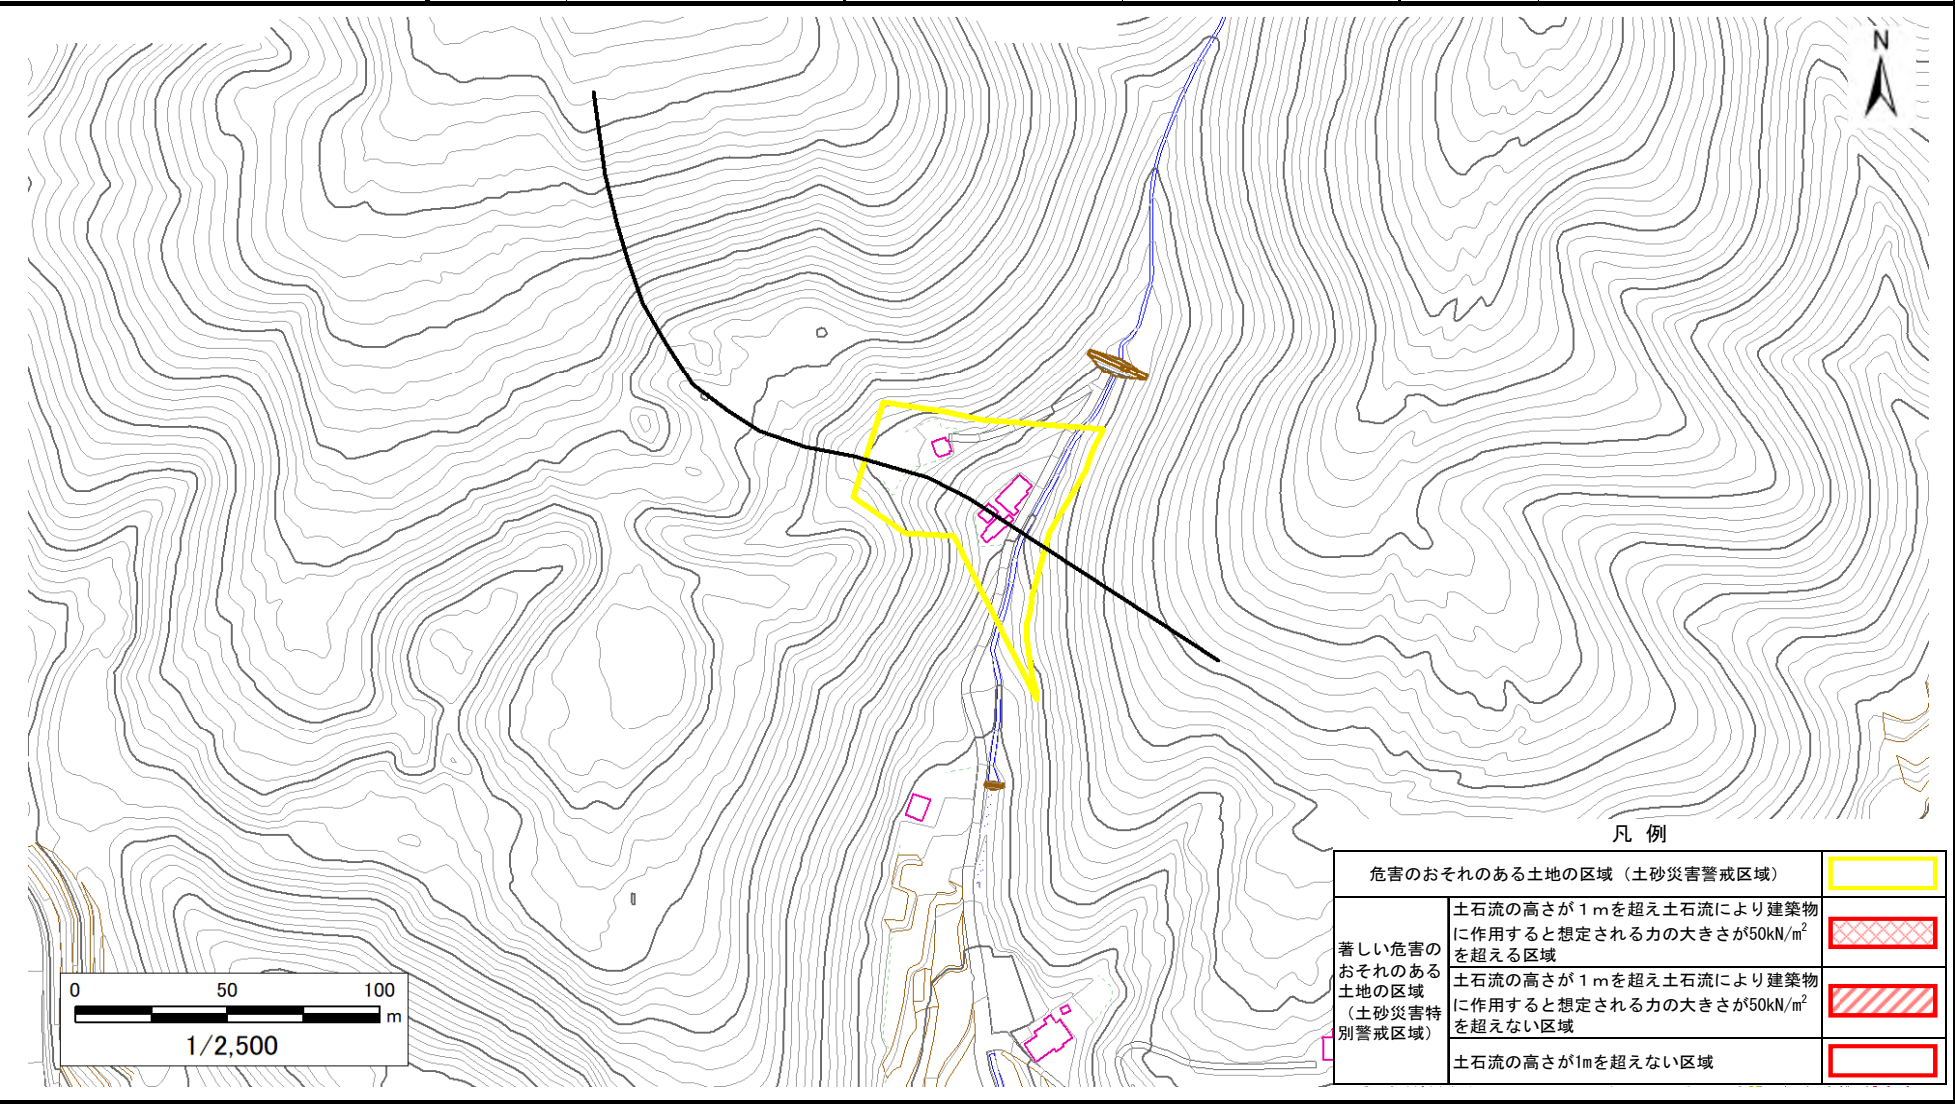 N
凡 例
危害のおそれのある土地の区域（土砂災害警戒区域）
著しい危害の
おそれのある
土地の区域
（土砂災害特
別警戒区域）
土石流の高さが１ｍを超え土石流により建築物
に作用すると想定される力の大きさが50kN/㎡
を超える区域
土石流の高さが１ｍを超え土石流により建築物
に作用すると想定される力の大きさが50kN/㎡
を超えない区域
土石流の高さが1mを超えない区域
0 50 100
m
1/2,500